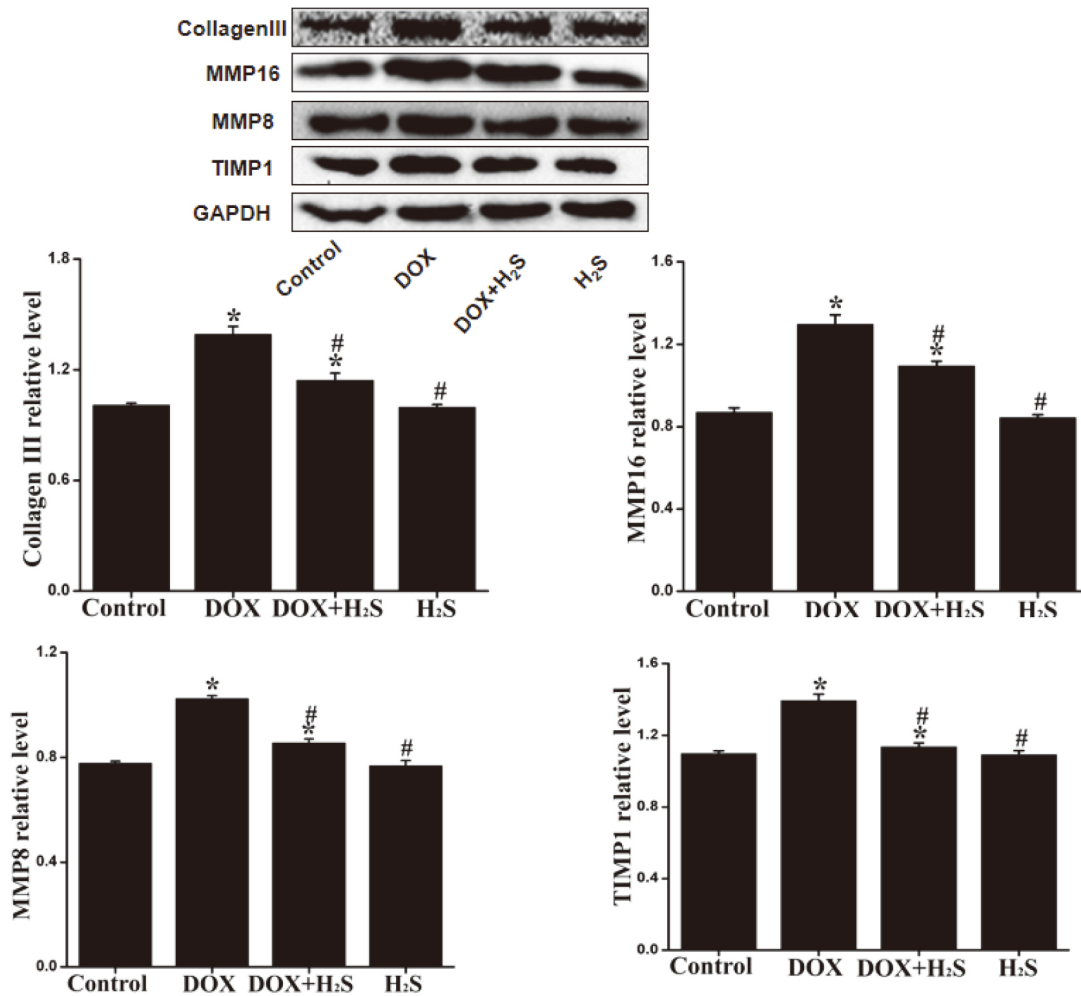 CollagenIII
MMP16
MMP8
TIMP1
GAPDH
Control DOX DOX+H₂S H₂S
Collagen III relative level
1.8
1.2
0.6
0.0
*
#
*
#
Control DOX DOX+H₂S H₂S
MMP16 relative level
1.6
1.2
0.8
0.4
0.0
*
#
*
#
Control DOX DOX+H₂S H₂S
MMP8 relative level
1.2
0.8
0.4
0.0
*
#
*
#
Control DOX DOX+H₂S H₂S
TIMP1 relative level
1.6
1.2
0.8
0.4
0.0
*
#
*
#
Control DOX DOX+H₂S H₂S